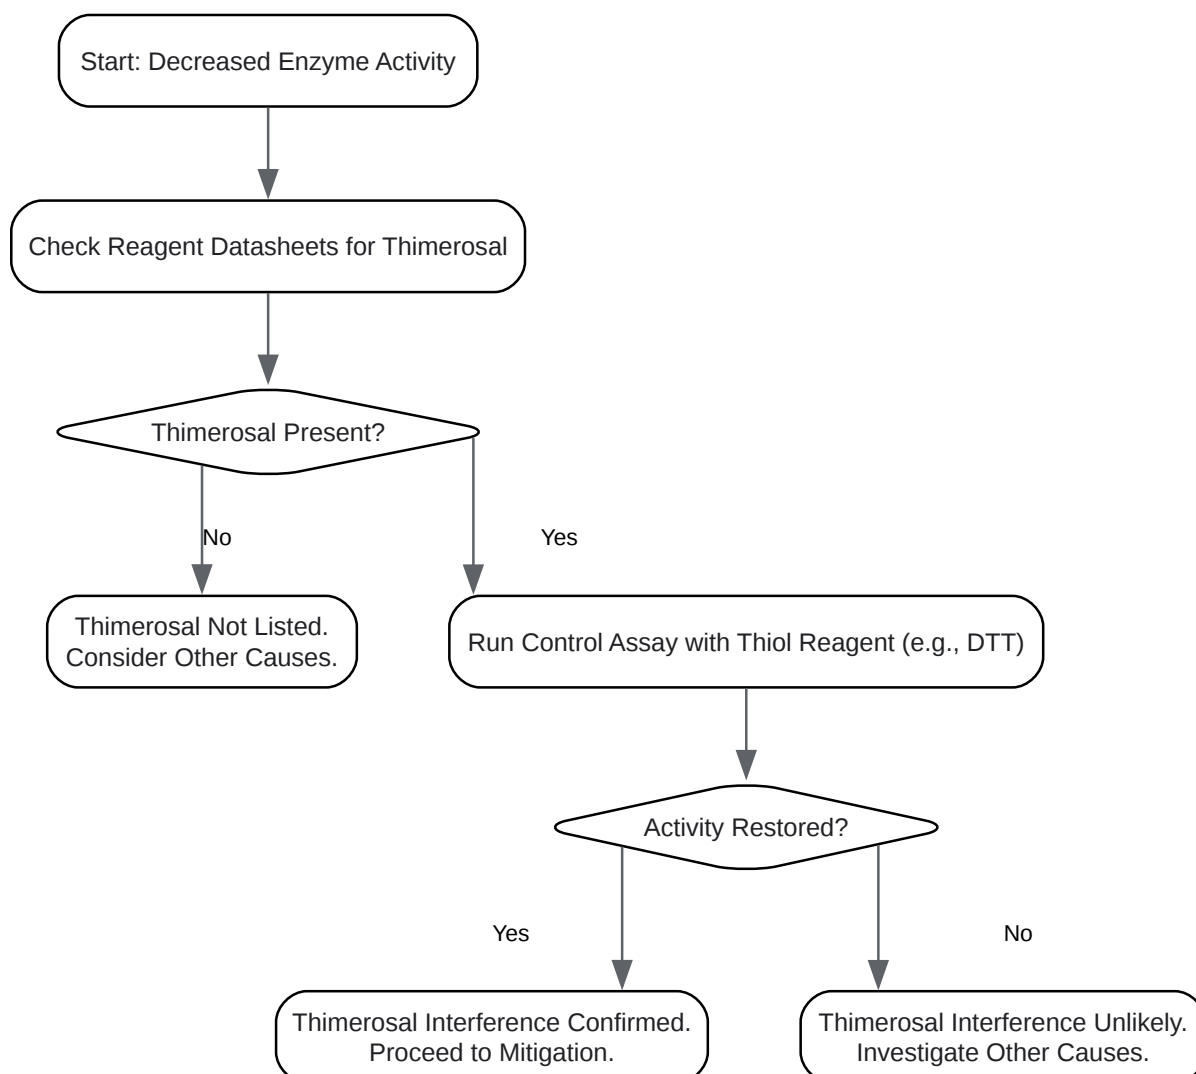 Start: Decreased Enzyme Activity
Check Reagent Datasheets for Thimerosal
Thimerosal Present?
No
Yes
Thimerosal Not Listed.
Consider Other Causes.
Run Control Assay with Thiol Reagent (e.g., DTT)
Activity Restored?
Yes
No
Thimerosal Interference Confirmed.
Proceed to Mitigation.
Thimerosal Interference Unlikely.
Investigate Other Causes.